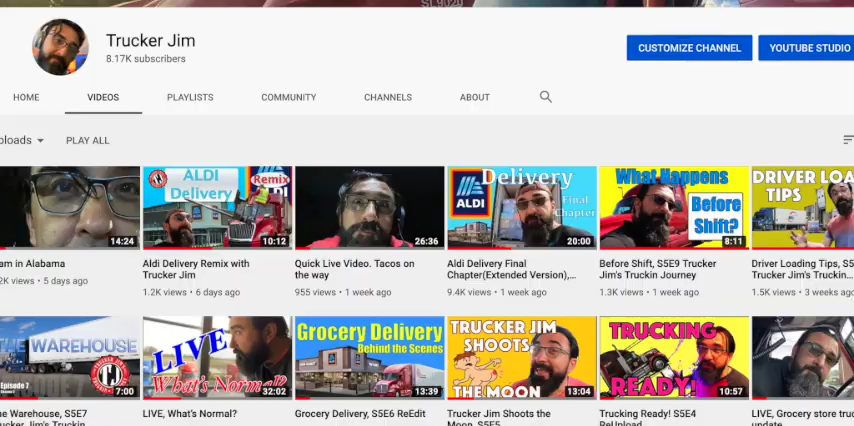 Trucker Jim
8.17K subscribers
CUSTOMIZE CHANNEL
YOUTUBE STUDIO
HOME
VIDEOS
PLAYLISTS
COMMUNITY
CHANNELS
ABOUT
ploads
PLAY ALL
14:24
ALDI
Delivery
Remix
10:12
26:36
ALDI
Delivery
Final
Chapter
20:00
What Happens
Before
Shift?
8:11
DRIVER LOA
TIPS
am in Alabama
2K views • 5 days ago
Aldi Delivery Remix with
Trucker Jim
1.2K views • 6 days ago
Quick Live Video. Tacos on
the way
955 views • 1 week ago
Aldi Delivery Final
Chapter(Extended Version),...
9.4K views • 1 week ago
Before Shift, S5E9 Trucker
Jim's Truckin Journey
1.3K views • 1 week ago
Driver Loading Tips, S5
Trucker Jim's Truckin...
1.5K views • 3 weeks ago
THE WAREHOUSE
Episode 7
7:00
LIVE
What's Normal?
32:02
Grocery Delivery
Behind the Scenes
13:39
TRUCKER JIM
SHOOTS
THE MOON
13:04
TRUCKING
READY!
10:57
he Warehouse, S5E7
rucker Jim's Truckin
LIVE, What's Normal?
Grocery Delivery, S5E6 ReEdit
Trucker Jim Shoots the
Moon, S5E5
Trucking Ready! S5E4
ReUpload
LIVE, Grocery store truc
update